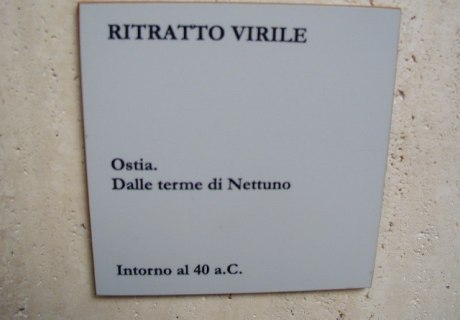 RITRATTO VIRILE
Ostia.
Dalle terme di Nettuno
Intorno al 40 a.C.